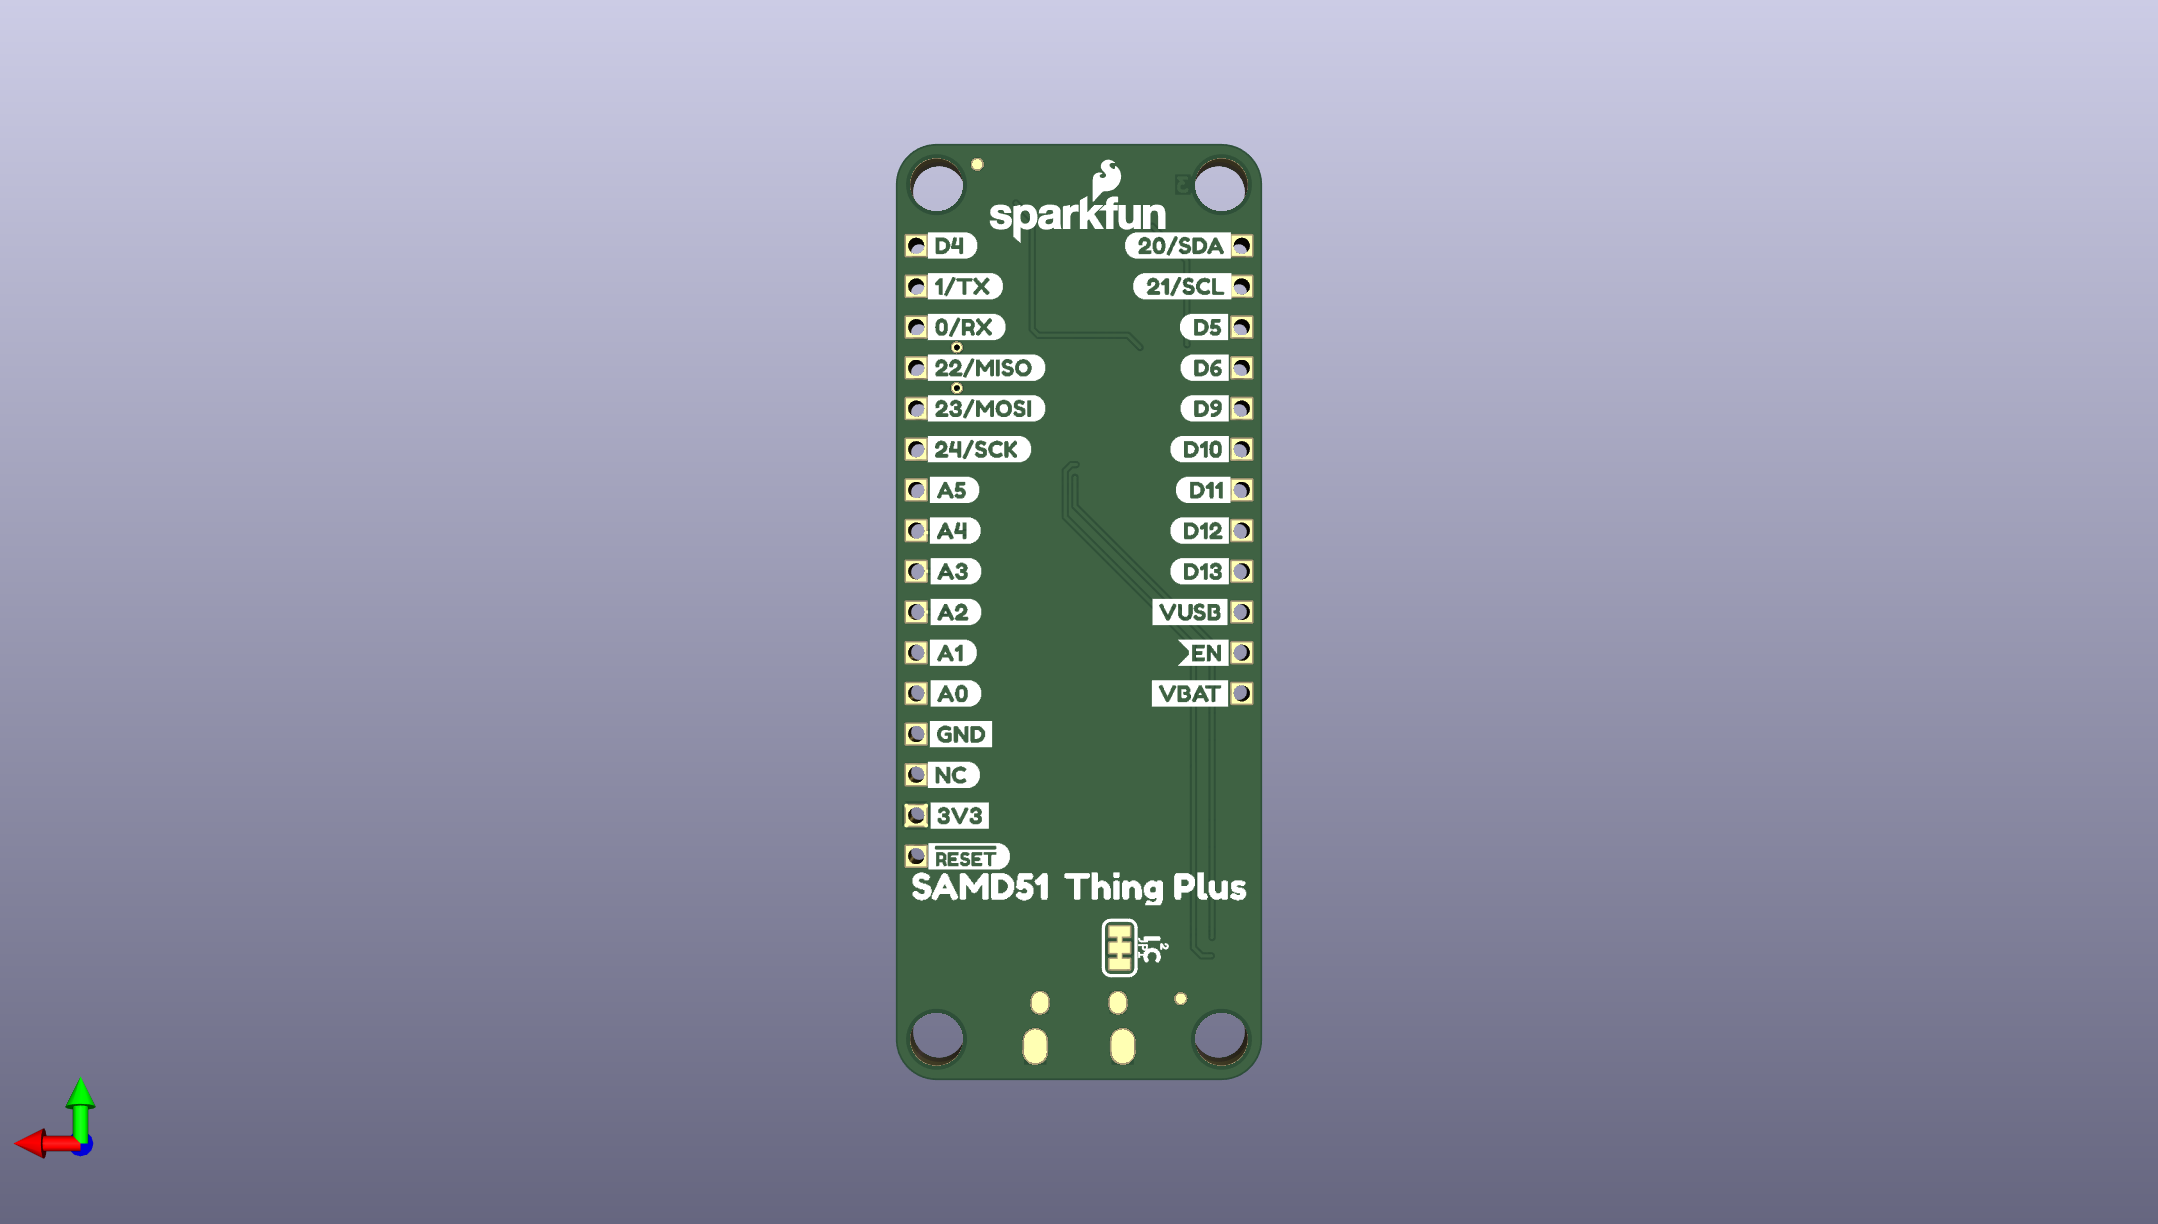 sparkfun
D4 20/SDA
1/TX 21/SCL
0/RX D5
22/MISO D6
23/MOSI D9
24/SCK D10
A5 D11
A4 D12
A3 D13
A2 VUSB
A1 EN
A0 VBAT
GND
NC
3V3
RESET
SAMD51 Thing Plus
I²C